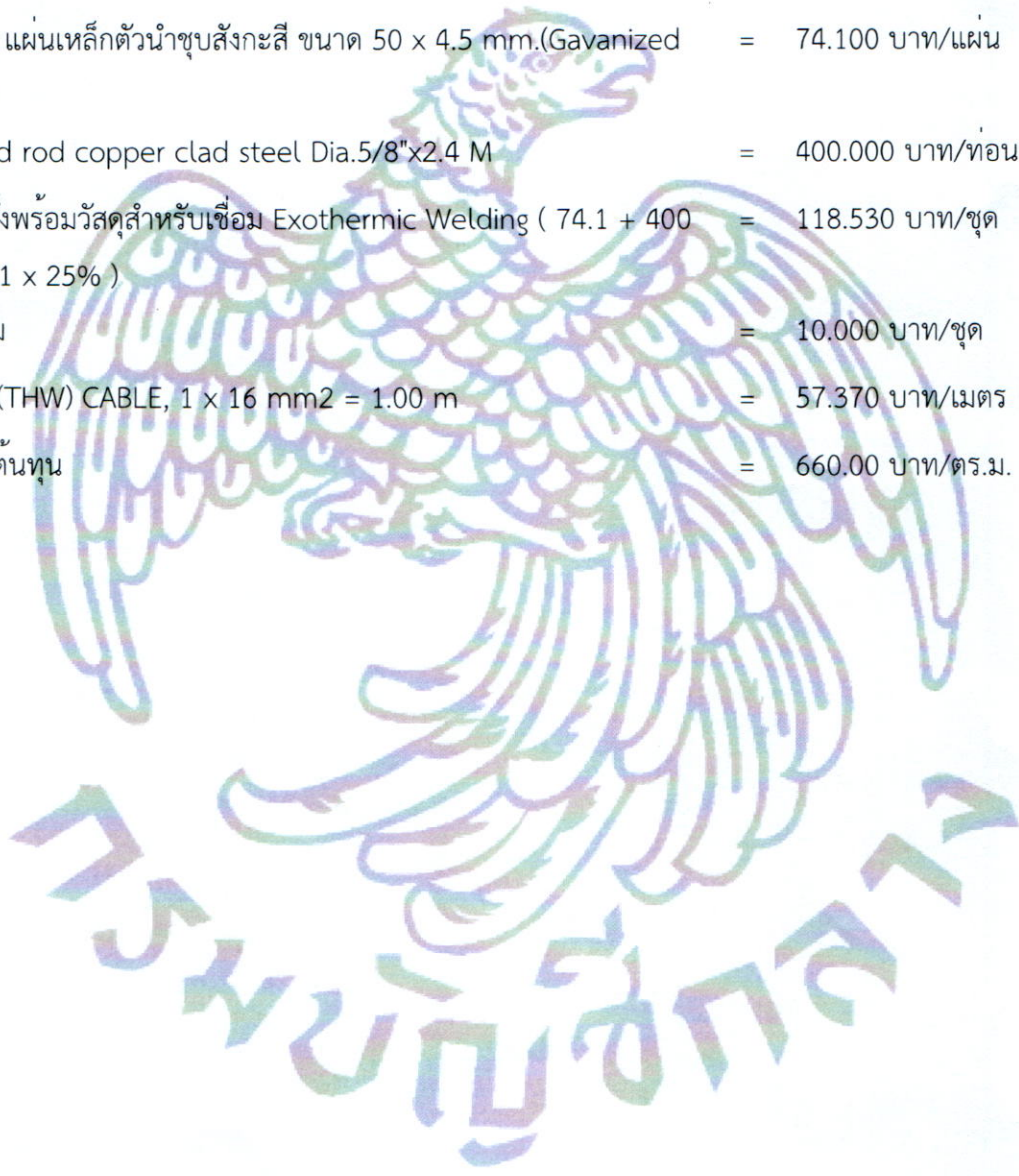 แผ่นเหล็กตัวนำชุบสังกะสี ขนาด 50 x 4.5 mm.(Gavanized = 74.100 บาท/แผ่น
d rod copper clad steel Dia.5/8"x2.4 M = 400.000 บาท/ท่อน
งพร้อมวัสดุสำหรับเชื่อม Exothermic Welding ( 74.1 + 400 = 118.530 บาท/ชุด
1 x 25% )
ม = 10.000 บาท/ชุด
(THW) CABLE, 1 x 16 mm2 = 1.00 m = 57.370 บาท/เมตร
ต้นทุน = 660.00 บาท/ตร.ม.
กรมบัญชีกลาง